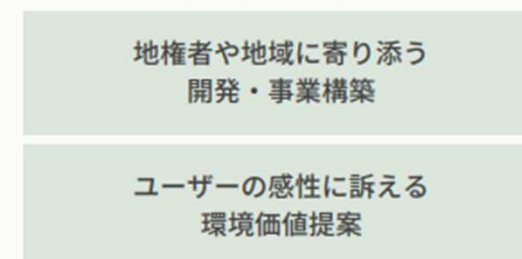 地権者や地域に寄り添う
開発・事業構築
ユーザーの感性に訴える
環境価値提案